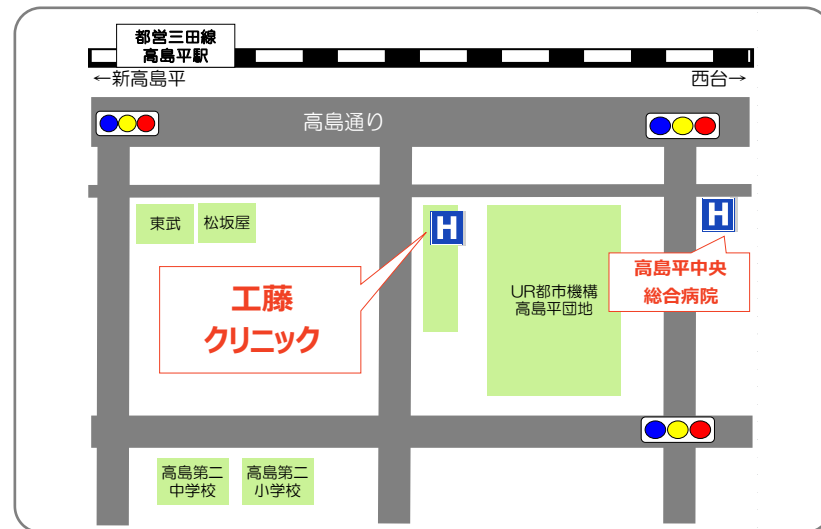 都営三田線
高島平駅
←新高島平
西台→
高島通り
東武
松坂屋
H
H
工藤
クリニック
高島平中央
総合病院
UR都市機構
高島平団地
高島第二
中学校
高島第二
小学校